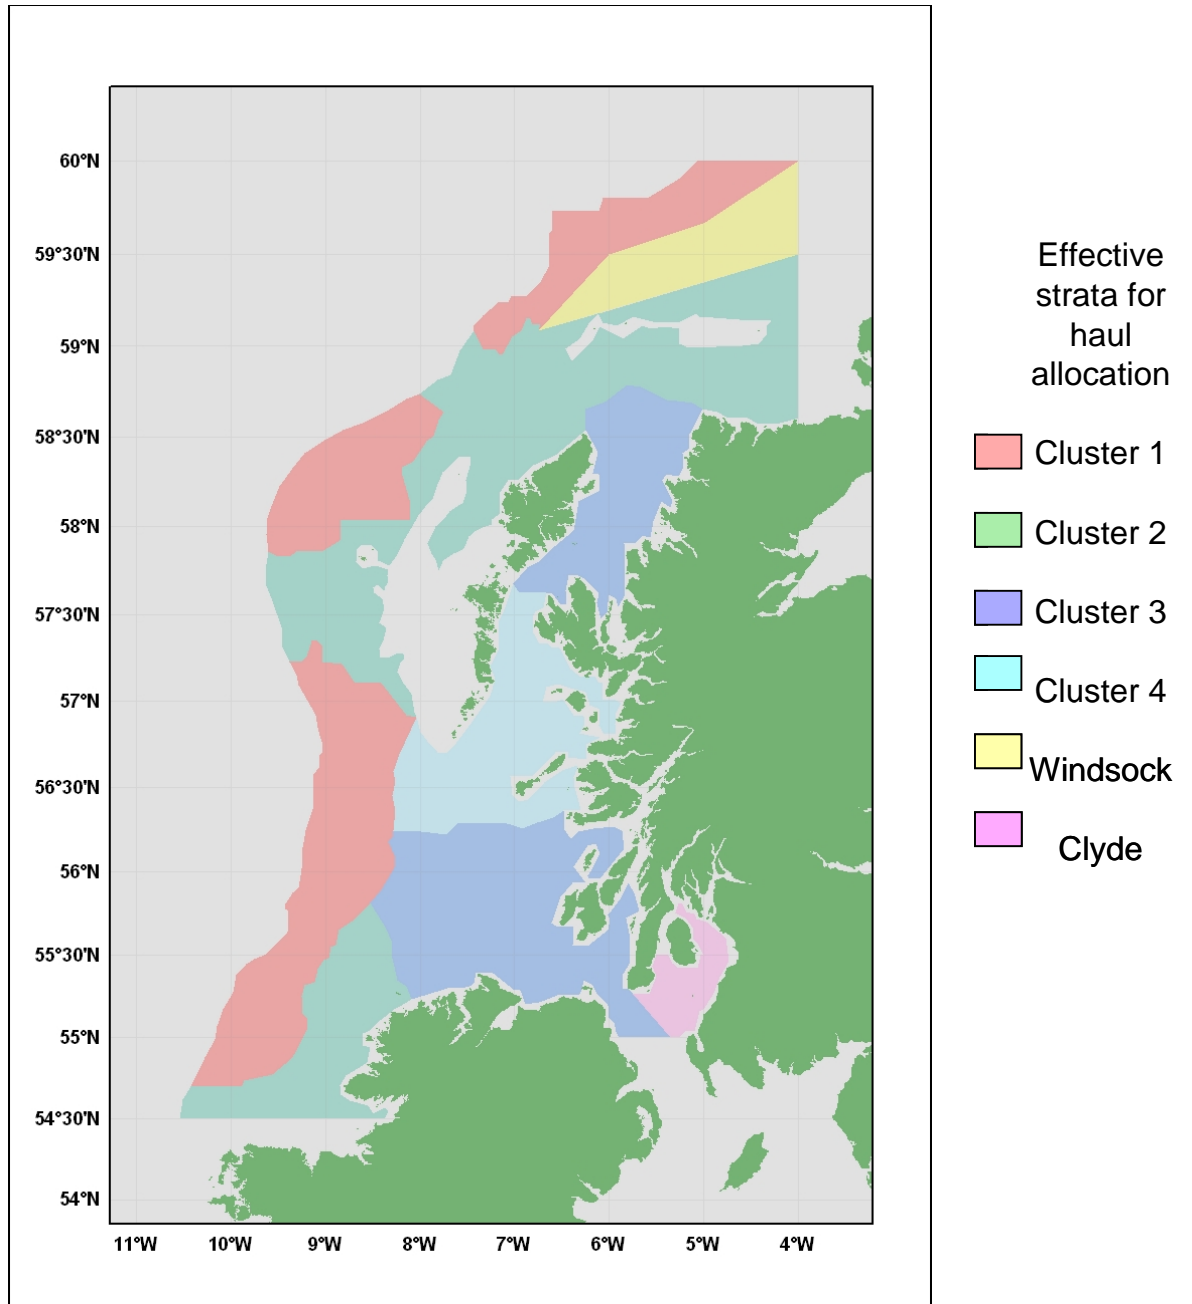 60°N
59°30'N
59°N
58°30'N
58°N
57°30'N
57°N
56°30'N
56°N
55°30'N
55°N
54°30'N
54°N
11°W 10°W 9°W 8°W 7°W 6°W 5°W 4°W
Effective
strata for
haul
allocation
Cluster 1
Cluster 2
Cluster 3
Cluster 4
Windsock
Clyde